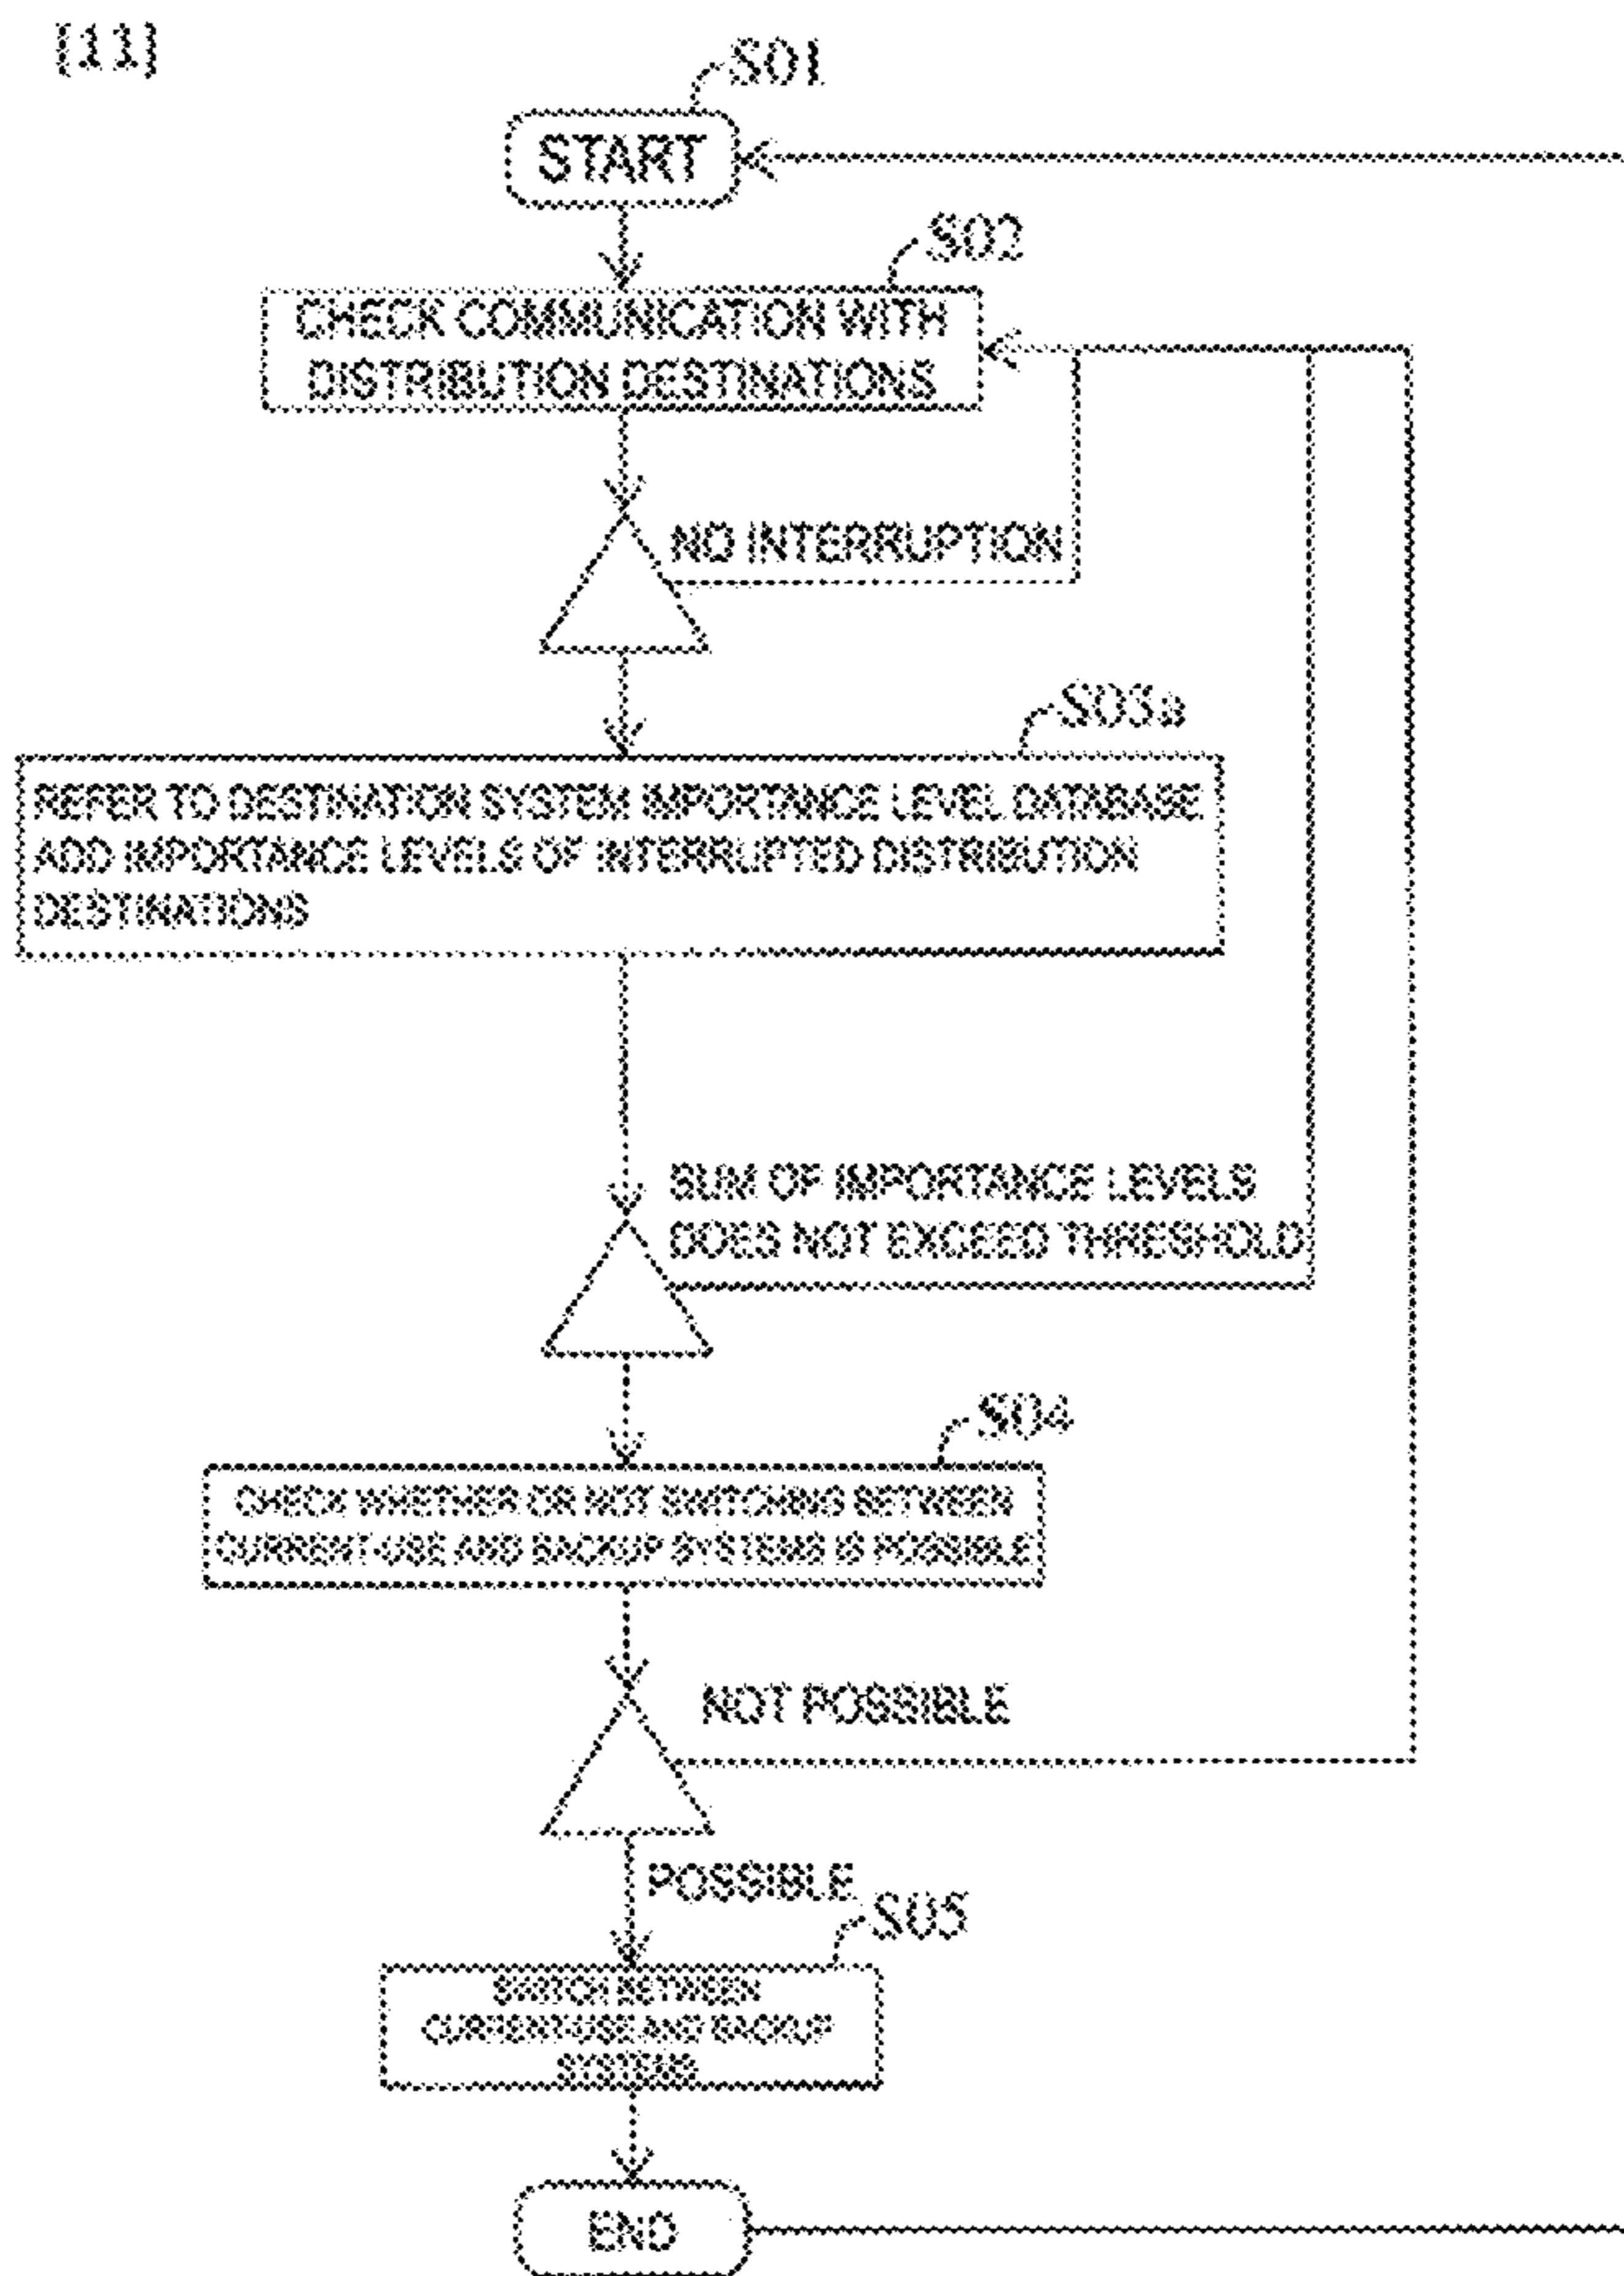 [11]
S01
START
S02
CHECK COMMUNICATION WITH
DISTRIBUTION DESTINATIONS
NO INTERRUPTION
S03a
REFER TO DESTINATION SYSTEM IMPORTANCE LEVEL DATABASE
ADD IMPORTANCE LEVELS OF INTERRUPTED DISTRIBUTION
DESTINATIONS
SUM OF IMPORTANCE LEVELS
DOES NOT EXCEED THRESHOLD
S04
CHECK WHETHER OR NOT SWITCHING BETWEEN
CURRENT-USE AND BACKUP SYSTEMS IS POSSIBLE
NOT POSSIBLE
POSSIBLE
S05
SWITCH BETWEEN
CURRENT-USE AND BACKUP
SYSTEMS
END